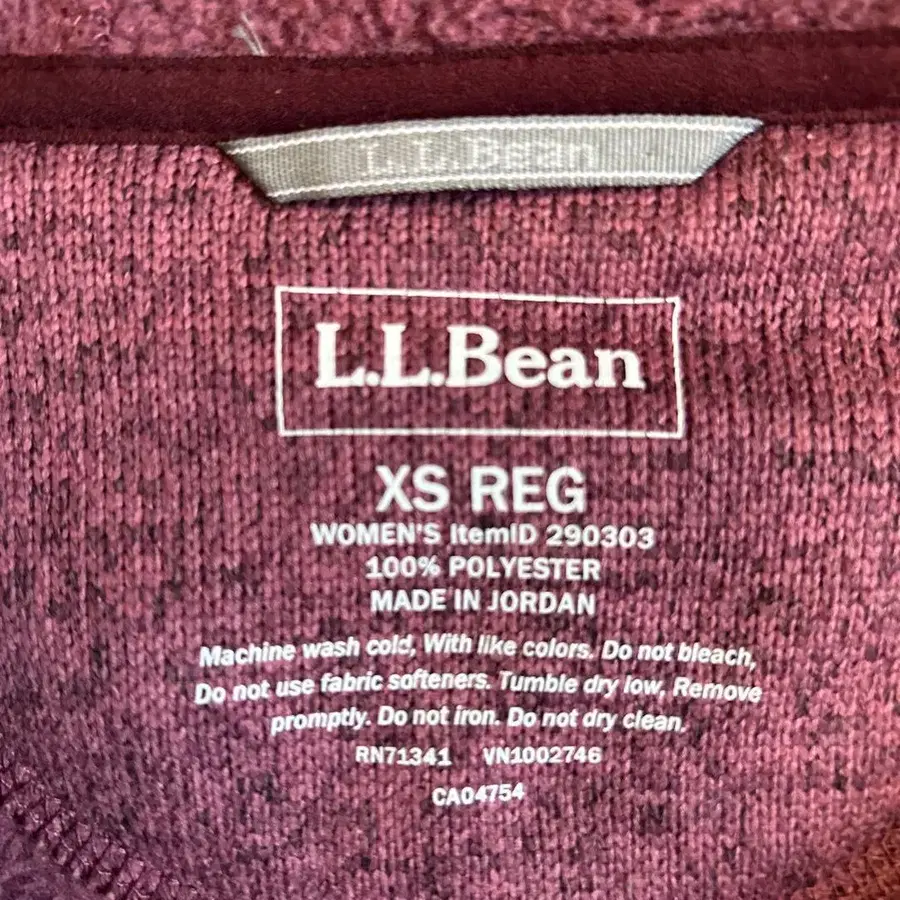 L.L.Bean
L.L.Bean
XS REG
WOMEN'S ItemID 290303
100% POLYESTER
MADE IN JORDAN
Machine wash cold, With like colors. Do not bleach,
Do not use fabric softeners. Tumble dry low, Remove
promptly. Do not iron. Do not dry clean.
RN71341 VN1002746
CA04754